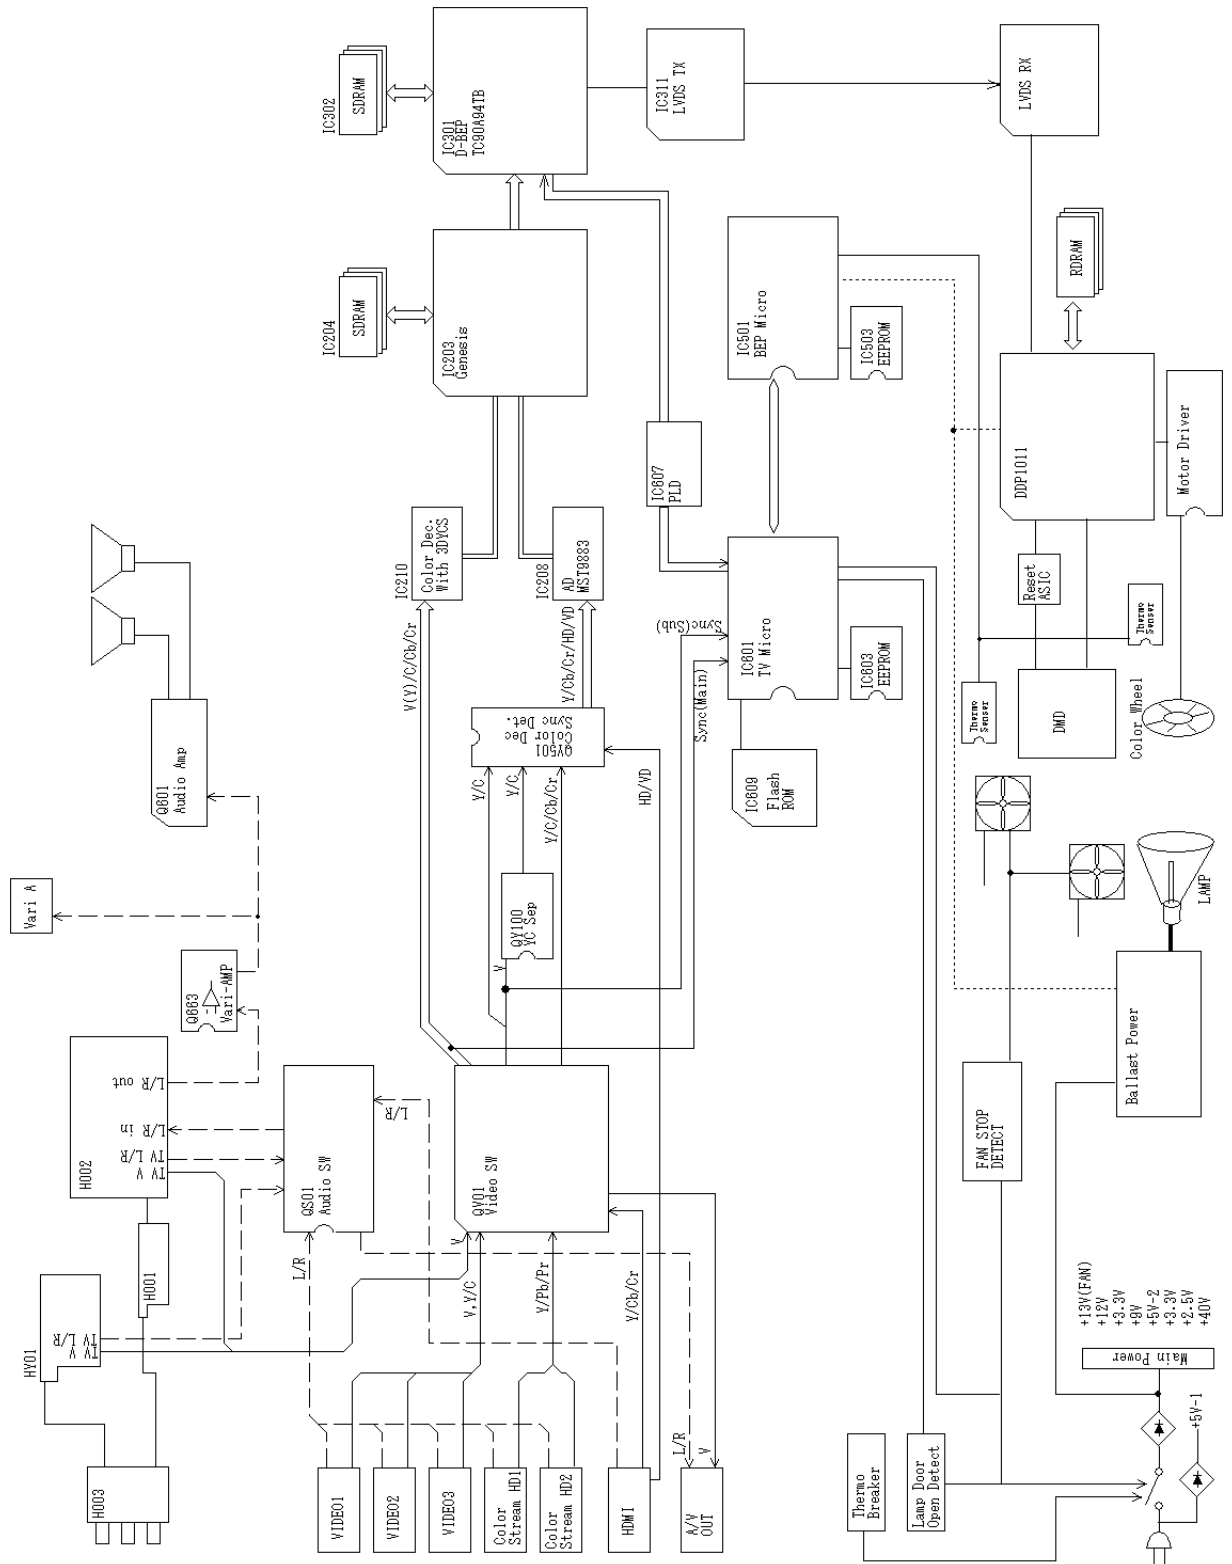 IC302
SDRAM
IC301
D-BEP
TC90A94TB
IC311
LVDS TX
LVDS RX
IC204
SDRAM
IC203
Genesis
RDRAM
IC501
BEP Micro
IC503
EEPROM
DDP1011
Motor Driver
IC607
PLD
IC210
Color Dec.
With 3DYCS
IC208
AD
MST9883
Reset
ASIC
Thermo
Senser
IC601
TV Micro
IC603
EEPROM
Sync(Sub)
Sync(Main)
V(Y)/C/Cb/Cr
Y/Cb/Cr/HD/VD
Thermo
Senser
DMD
Color Wheel
QY501
Color Dec
Sync Det.
IC609
Flash
ROM
Y/C
Y/C
Y/C/Cb/Cr
HD/VD
Q601
Audio Amp
Vari A
QY100
YC Sep
V
LAMP
Q663
Vari-AMP
Ballast Power
H002
L/R out
L/R in
TV L/R
TV V
QS01
Audio SW
L/R
QV01
Video SW
FAN STOP
DETECT
H001
HY01
TV L/R
TV V
L/R
V
V,Y/C
Y/Pb/Pr
Y/Cb/Cr
+13V(FAN)
+12V
+3.3V
+9V
+5V-2
+3.3V
+2.5V
+40V
Main Power
+5V-1
H003
VIDEO1
VIDEO2
VIDEO3
Color
Stream HD1
Color
Stream HD2
HDMI
L/R
V
A/V
OUT
Thermo
Breaker
Lamp Door
Open Detect